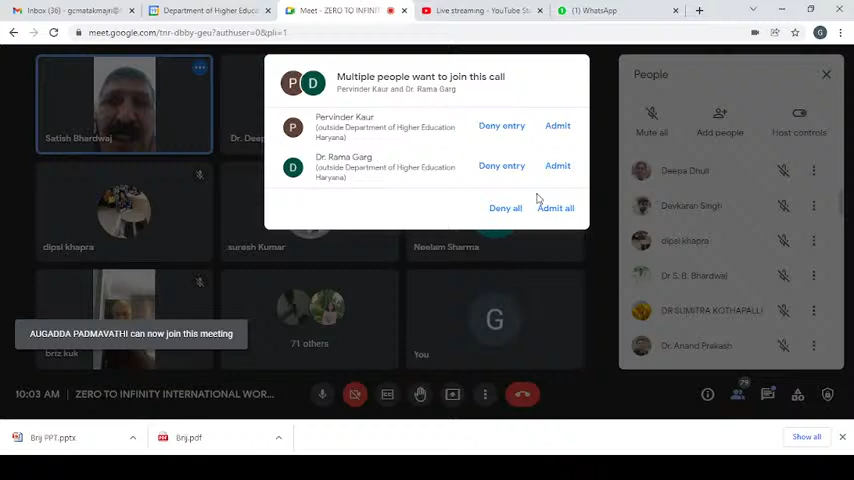 Inbox (36) - gcmatakmajri@
Department of Higher Educa
Meet - ZERO TO INFINIT
Live streaming - YouTube Stu
(1) WhatsApp
meet.google.com/tnr-dbby-geu?authuser=0&pli=1
Multiple people want to join this call
Pervinder Kaur and Dr. Rama Garg
P
D
P
Pervinder Kaur
(outside Department of Higher Education
Haryana)
Deny entry
Admit
D
Dr. Rama Garg
(outside Department of Higher Education
Haryana)
Deny entry
Admit
Deny all
Admit all
Satish Bhardwaj
Dr. Dee
dipsi khapra
suresh Kumar
Neelam Sharma
briz kuk
71 others
G
You
AUGADDA PADMAVATHI can now join this meeting
People
Mute all
Add people
Host controls
Deepa Dhull
Devkaran Singh
dipsi khapra
Dr S. B. Bhardwaj
DR SUMITRA KOTHAPALLI
Dr. Anand Prakash
10:03 AM | ZERO TO INFINITY INTERNATIONAL WOR...
79
Brij PPT.pptx
Brij.pdf
Show all